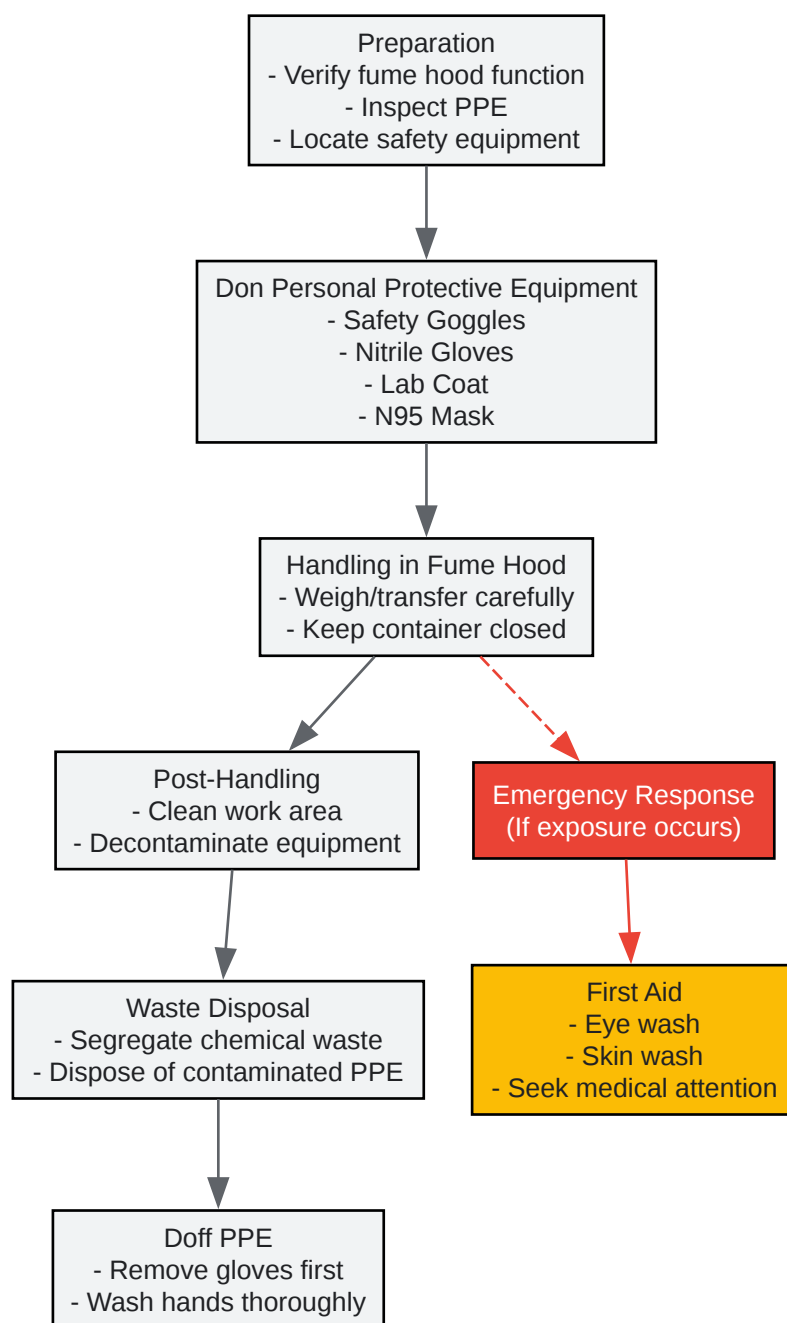 Preparation
- Verify fume hood function
- Inspect PPE
- Locate safety equipment
Don Personal Protective Equipment
- Safety Goggles
- Nitrile Gloves
- Lab Coat
- N95 Mask
Handling in Fume Hood
- Weigh/transfer carefully
- Keep container closed
Post-Handling
- Clean work area
- Decontaminate equipment
Emergency Response
(If exposure occurs)
Waste Disposal
- Segregate chemical waste
- Dispose of contaminated PPE
First Aid
- Eye wash
- Skin wash
- Seek medical attention
Doff PPE
- Remove gloves first
- Wash hands thoroughly